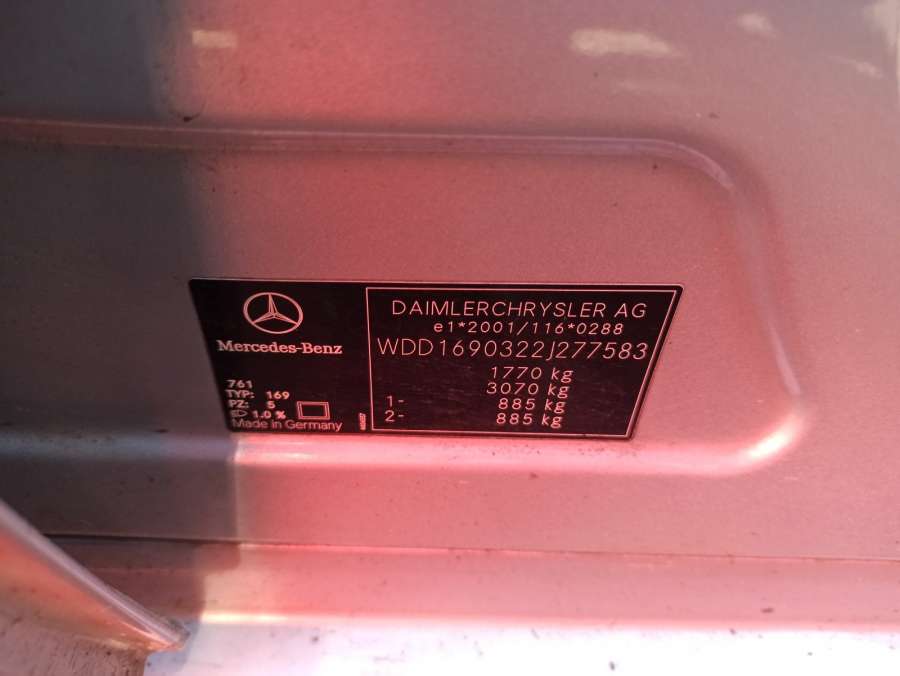 Mercedes-Benz
761
TYP: 169
PZ: 5
1.0 %
Made in Germany
DAIMLERCHRYSLER AG
e1*2001/116*0288
WDD1690322J277583
1770 kg
3070 kg
1- 885 kg
2- 885 kg